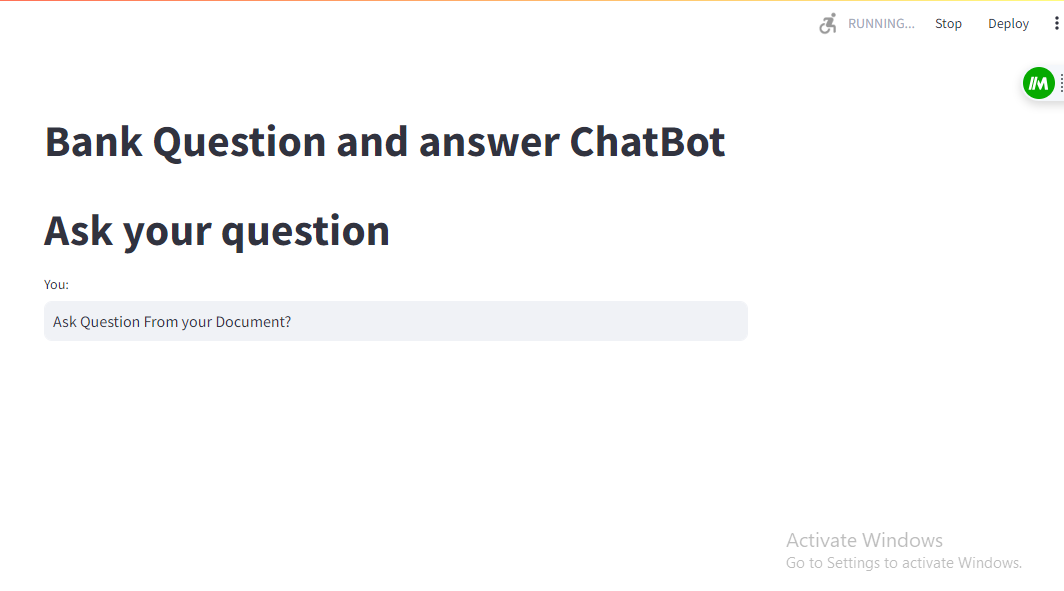 RUNNING...
Stop
Deploy
Bank Question and answer ChatBot
Ask your question
You:
Ask Question From your Document?
Activate Windows
Go to Settings to activate Windows.